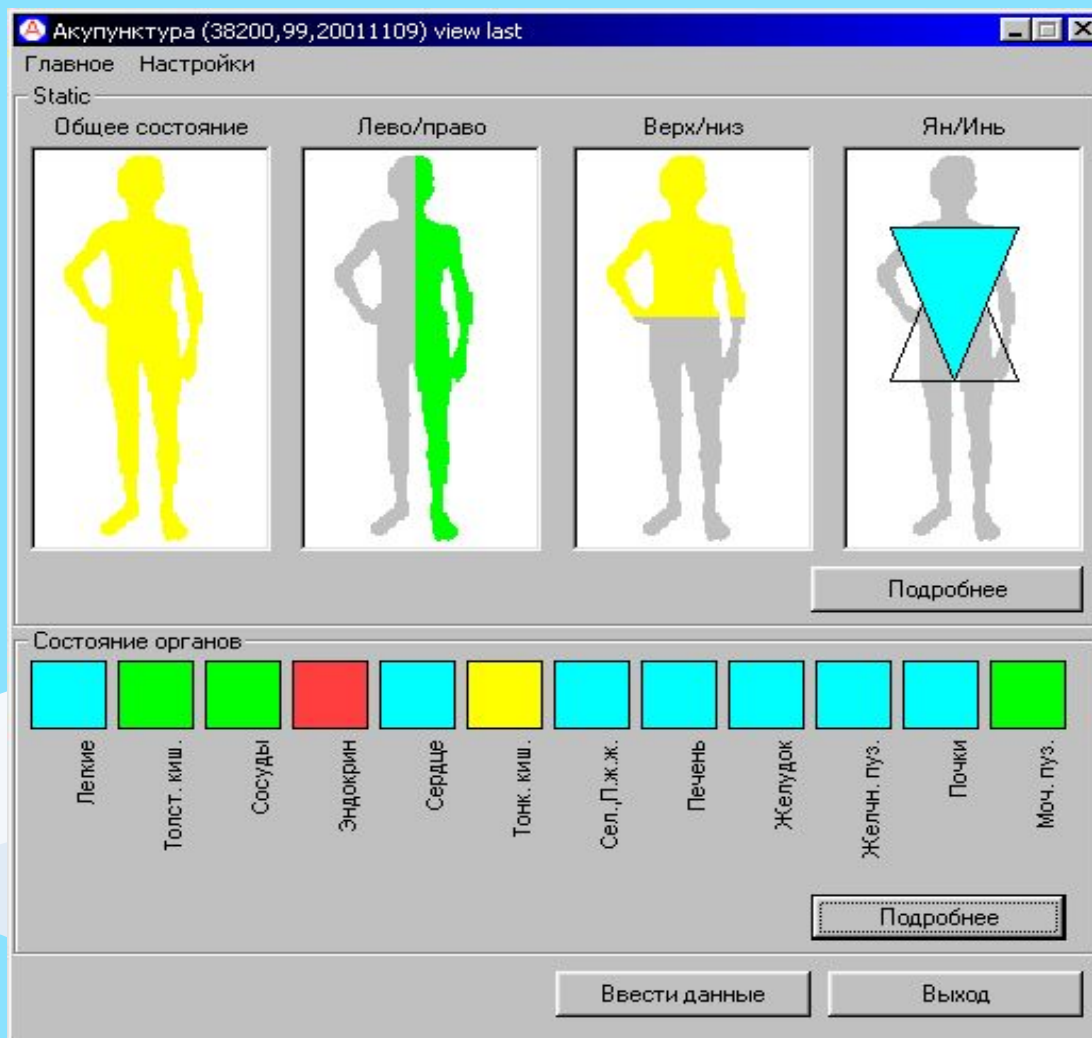 Акупунктура (38200,99,20011109) view last
Главное Настройки
Static
Общее состояние Лево/право Верх/низ Ян/Инь
Подробнее
Состояние органов
Легкие Толст. киш. Сосуды Эндокрин Сердце Тонк. киш. Сел.,П.ж.ж. Печень Желудок Желчн. пуз. Почки Моч. пуз.
Подробнее
Ввести данные Выход